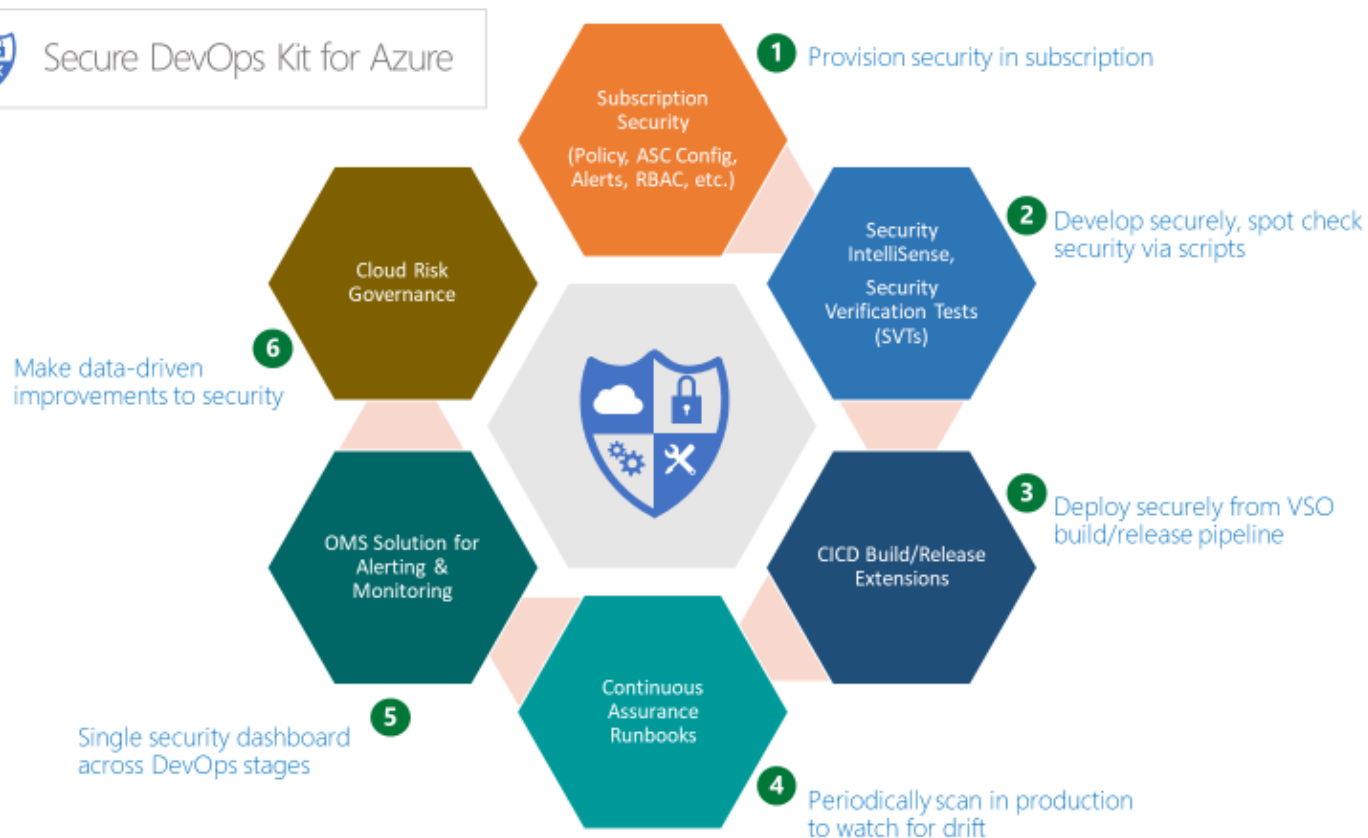 Secure DevOps Kit for Azure
1
Provision security in subscription
Subscription
Security
(Policy, ASC Config,
Alerts, RBAC, etc.)
2
Develop securely, spot check
security via scripts
Security
IntelliSense,
Security
Verification Tests
(SVTs)
3
Deploy securely from VSO
build/release pipeline
CICD Build/Release
Extensions
4
Periodically scan in production
to watch for drift
Continuous
Assurance
Runbooks
5
Single security dashboard
across DevOps stages
OMS Solution for
Alerting &
Monitoring
6
Make data-driven
improvements to security
Cloud Risk
Governance